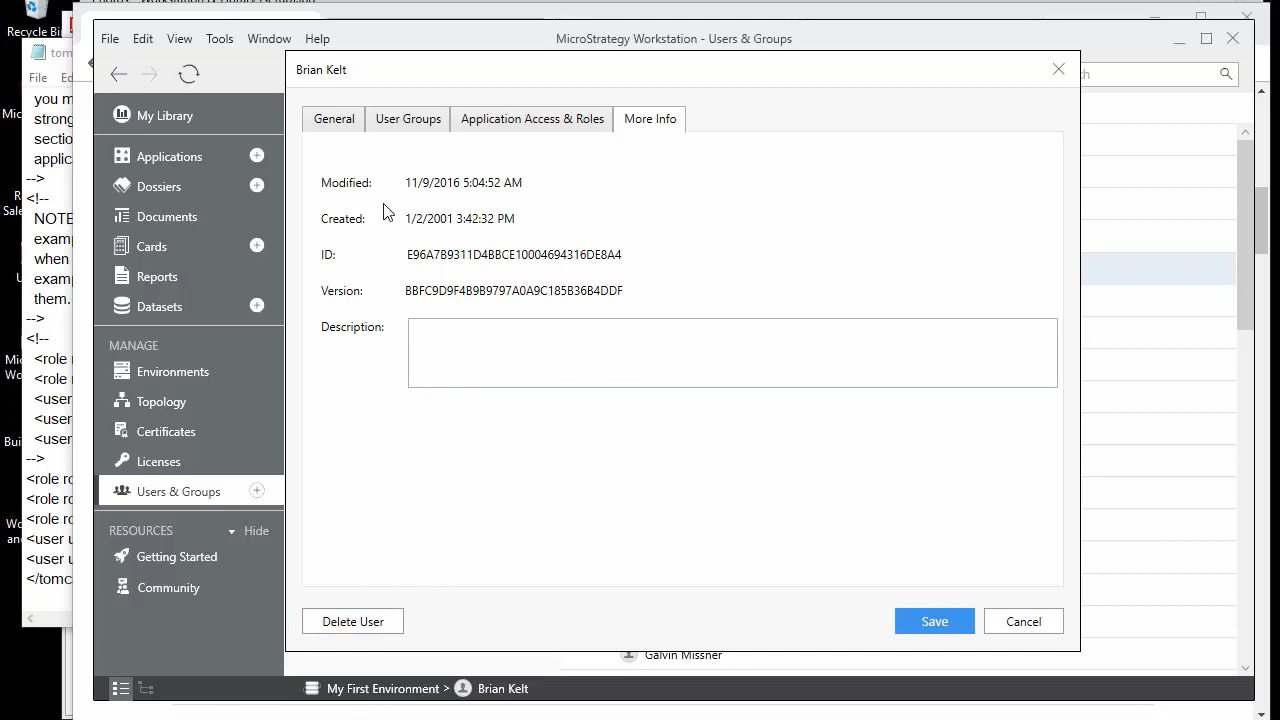 Recycle Bin
File Edit View Tools Window Help
MicroStrategy Workstation - Users & Groups
tom
File
Brian Kelt
General
User Groups
Application Access & Roles
More Info
My Library
Applications
Dossiers
Documents
Cards
Reports
Datasets
MANAGE
Environments
Topology
Certificates
Licenses
Users & Groups
RESOURCES
Hide
Getting Started
Community
Modified: 11/9/2016 5:04:52 AM
Created: 1/2/2001 3:42:32 PM
ID: E96A7B9311D4BBCE10004694316DE8A4
Version: BBFC9D9F4B9B9797A0A9C185B36B4DDF
Description:
Delete User
Save
Cancel
Galvin Missner
My First Environment > Brian Kelt
you m
strong
section
applic
-->
<!--
NOTE
examp
when
examp
them.
-->
<!--
<role r
<role r
<user
<user
<user
-->
<role ro
<role ro
<role ro
<user u
<user u
</tomc